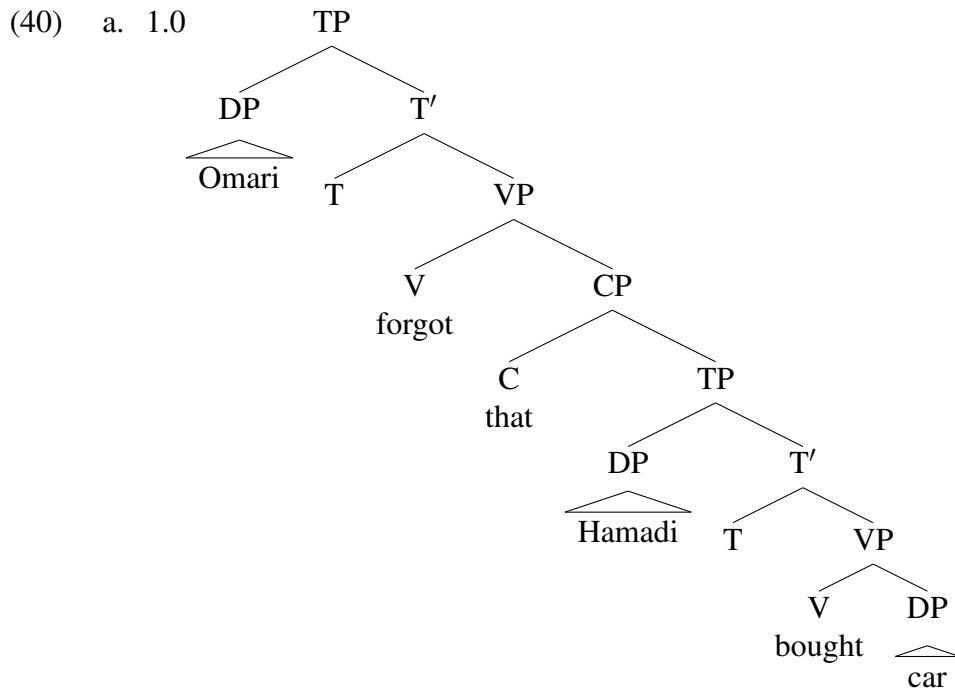 (40) a. 1.0 TP
DP T′
Omari
T VP
V CP
forgot
C TP
that
DP T′
Hamadi
T VP
V DP
bought
car